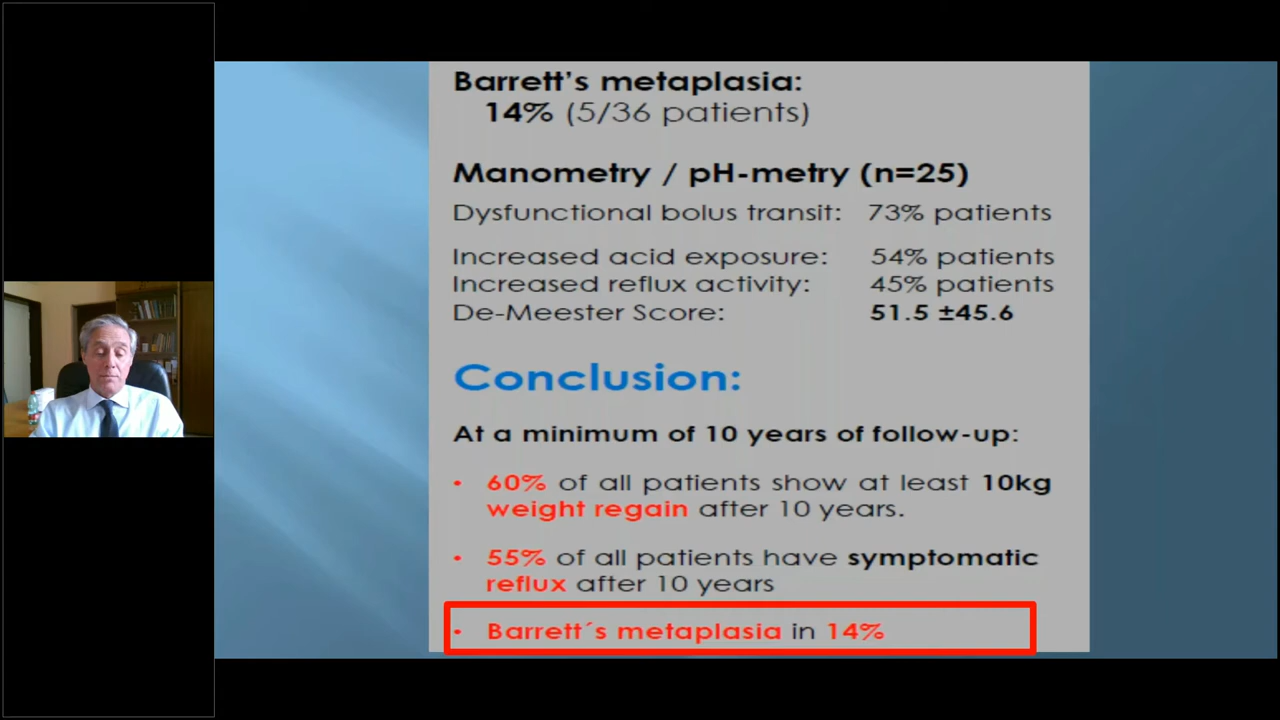 Barrett's metaplasia:
14% (5/36 patients)
Manometry / pH-metry (n=25)
Dysfunctional bolus transit: 73% patients
Increased acid exposure: 54% patients
Increased reflux activity: 45% patients
De-Meester Score: 51.5 ±45.6
Conclusion:
At a minimum of 10 years of follow-up:
• 60% of all patients show at least 10kg
weight regain after 10 years.
• 55% of all patients have symptomatic
reflux after 10 years
• Barrett´s metaplasia in 14%